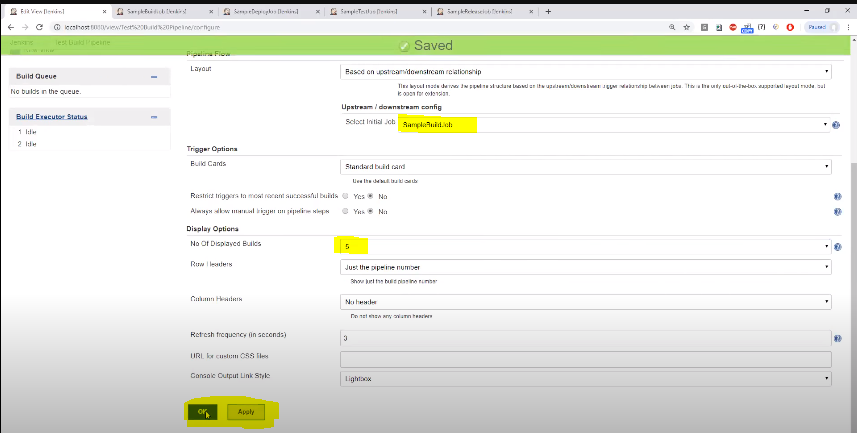 Edit View [Jenkins]
SampleBuildJob [Jenkins]
SampleDeployJob [Jenkins]
SampleTestJob [Jenkins]
SampleReleaseJob [Jenkins]
localhost:8080/view/Test%20Build%20Pipeline/configure
Paused
Saved
Jenkins
Test Build Pipeline
Pipeline Flow
Layout
Based on upstream/downstream relationship
This layout mode derives the pipeline structure based on the upstream/downstream trigger relationship between jobs. This is the only out-of-the-box supported layout mode, but
is open for extension.
Build Queue
No builds in the queue.
Build Executor Status
1 Idle
2 Idle
Upstream / downstream config
Select Initial Job
SampleBuildJob
Trigger Options
Build Cards
Standard build card
Use the default build cards
Restrict triggers to most recent successful builds Yes No
Always allow manual trigger on pipeline steps Yes No
Display Options
No Of Displayed Builds
5
Row Headers
Just the pipeline number
Show just the build pipeline number
Column Headers
No header
Do not show any column headers
Refresh frequency (in seconds)
3
URL for custom CSS files
Console Output Link Style
Lightbox
OK
Apply